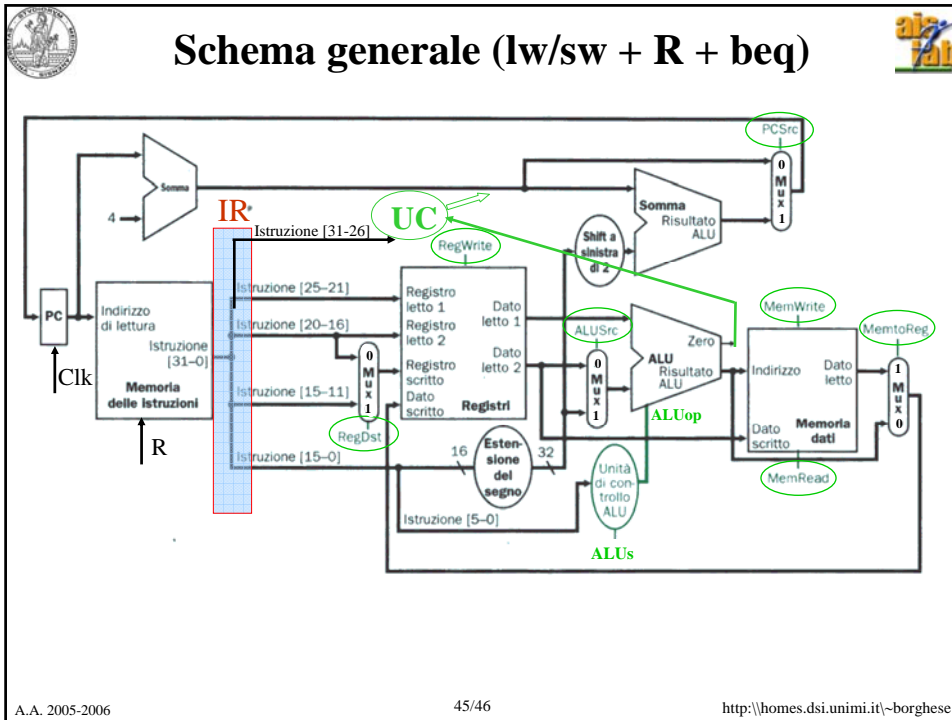 Schema generale (lw/sw + R + beq)
PCSrc
0
M
u
x
1
Somma
4
Somma
Risultato
ALU
IR
UC
Istruzione [31-26]
Shift a
sinistra
di 2
RegWrite
PC
Indirizzo
di lettura
Istruzione
[31–0]
Memoria
delle Istruzioni
Clk
R
Istruzione [25–21]
Istruzione [20–16]
Istruzione [15–11]
Istruzione [15–0]
0
M
u
x
1
RegDst
Registro
letto 1
Registro
letto 2
Registro
scritto
Dato
scritto
Dato
letto 1
Dato
letto 2
Registri
ALUSrc
0
M
u
x
1
Zero
ALU
Risultato
ALU
ALUop
MemWrite
Indirizzo
Dato
letto
Dato
scritto
Memoria
dati
MemRead
MemtoReg
1
M
u
x
0
16
Esten-
sione
del
segno
32
Istruzione [5–0]
Unità
di con-
trollo
ALU
ALUs
A.A. 2005-2006
45/46
http:\\homes.dsi.unimi.it\~borghese